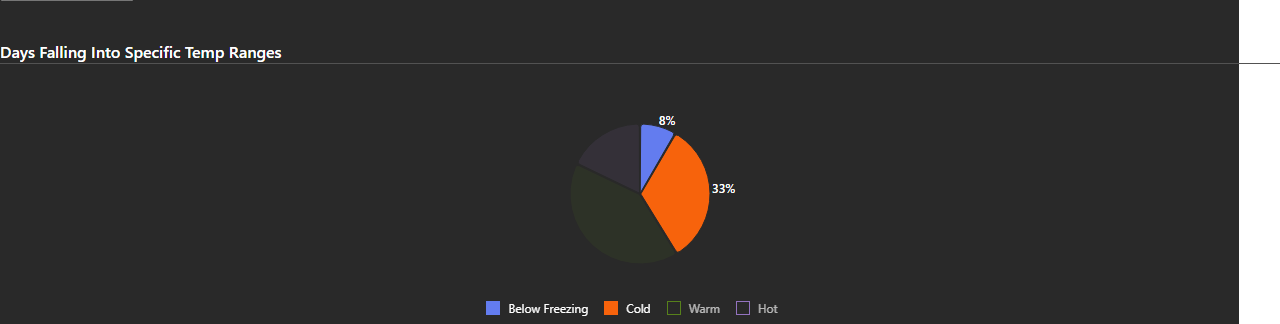 Days Falling Into Specific Temp Ranges
8%
33%
Below Freezing Cold Warm Hot